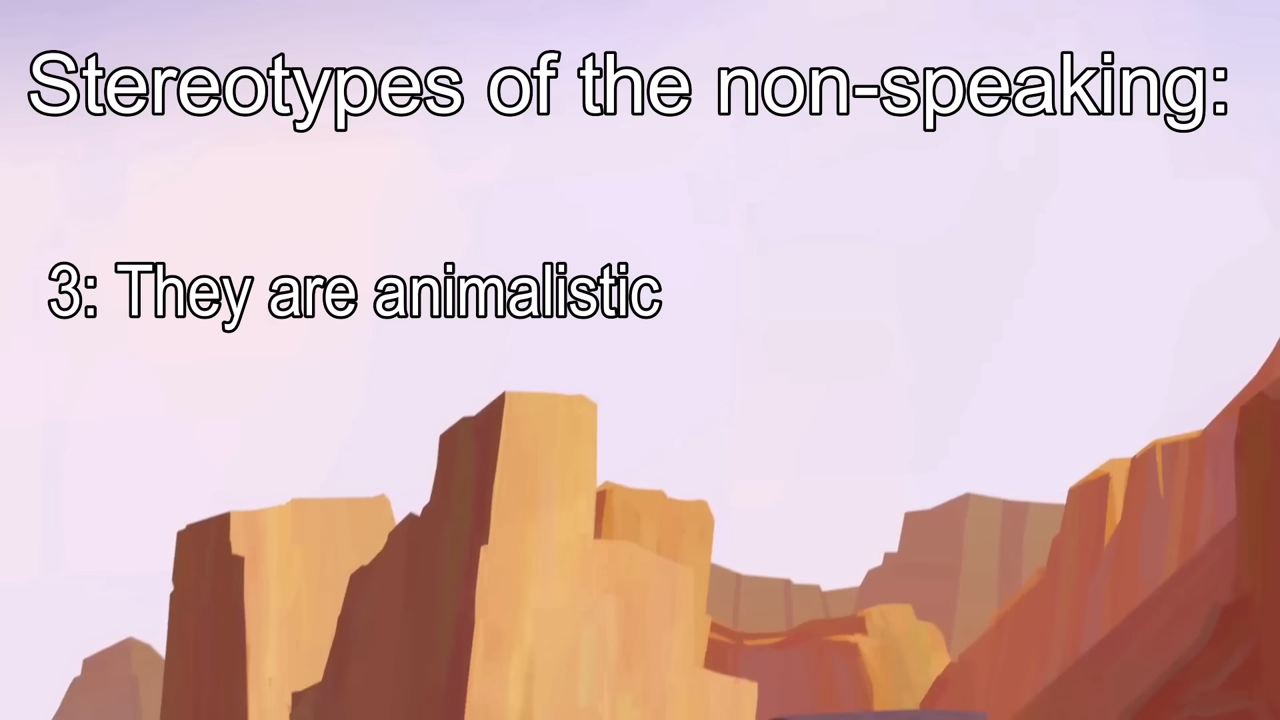 Stereotypes of the non-speaking:
3: They are animalistic